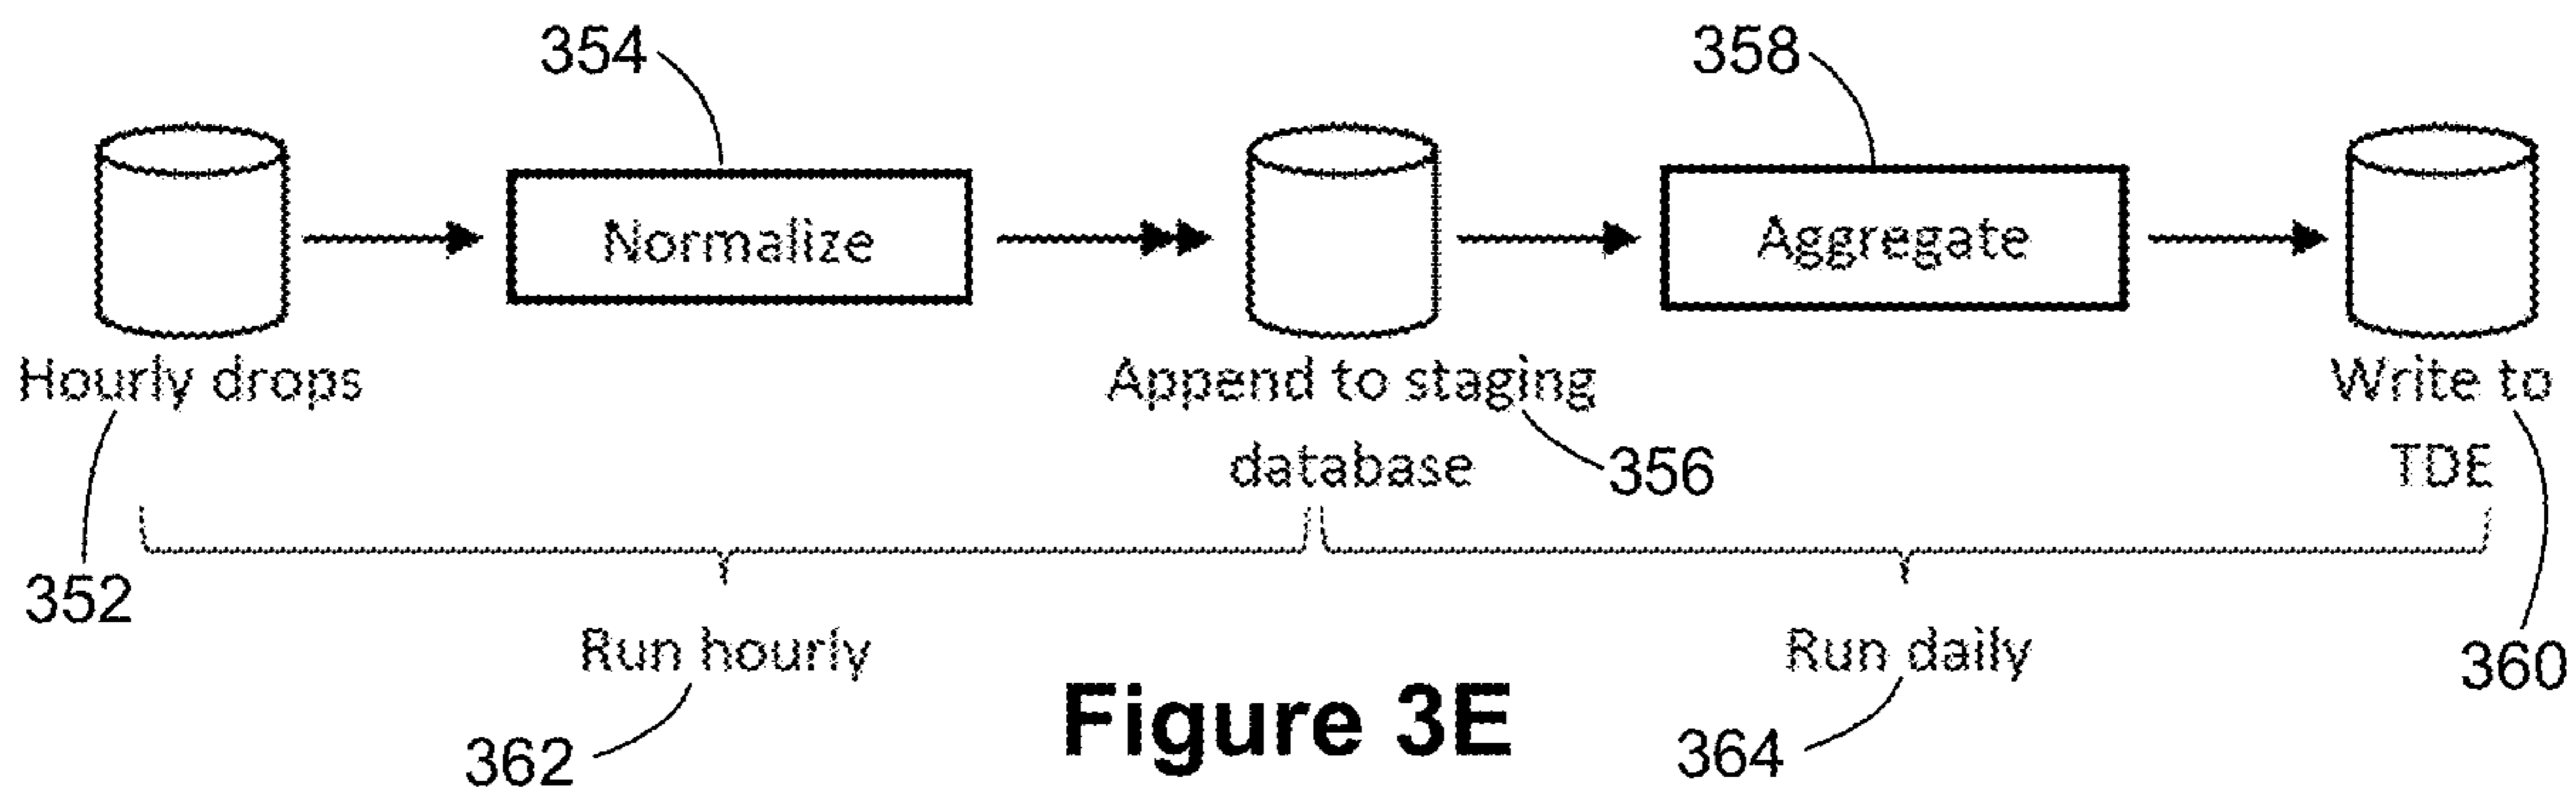 354
358
Normalize
Aggregate
Hourly drops
Append to staging
database
Write to
TDE
356
352
Run hourly
Run daily
360
362
364
Figure 3E